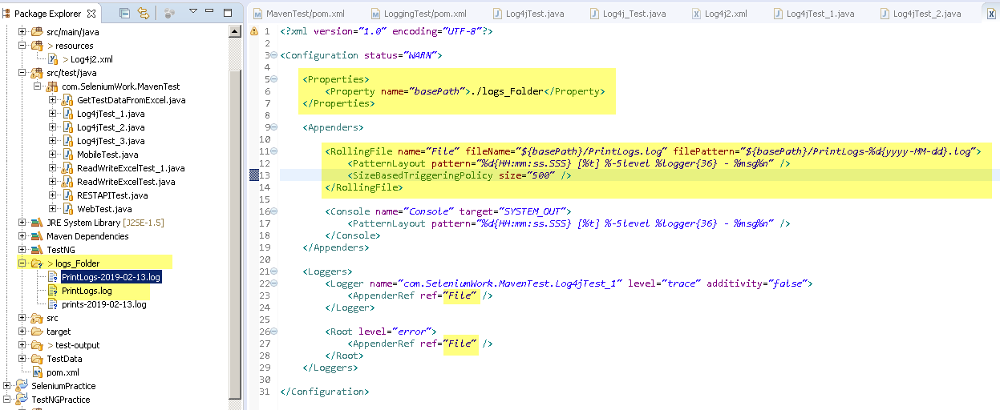 Package Explorer
src/main/java
> resources
> Log4j2.xml
src/test/java
com.SeleniumWork.MavenTest
GetTestDataFromExcel.java
Log4jTest_1.java
Log4jTest_2.java
Log4jTest_3.java
MobileTest.java
ReadWriteExcelTest_1.java
ReadWriteExcelTest.java
RESTAPITest.java
WebTest.java
JRE System Library [J2SE-1.5]
Maven Dependencies
TestNG
> logs_Folder
PrintLogs-2019-02-13.log
PrintLogs.log
prints-2019-02-13.log
src
target
> test-output
TestData
pom.xml
SeleniumPractice
TestNGPractice
MavenTest/pom.xml LoggingTest/pom.xml Log4jTest.java Log4j_Test.java Log4j2.xml Log4jTest_1.java Log4jTest_2.java
1 <?xml version="1.0" encoding="UTF-8"?>
2
3 <Configuration status="WARN">
4
5 <Properties>
6 <Property name="basePath">./logs_Folder</Property>
7 </Properties>
8
9 <Appenders>
10
11 <RollingFile name="File" fileName="${basePath}/PrintLogs.log" filePattern="${basePath}/PrintLogs-%d{yyyy-MM-dd}.log">
12 <PatternLayout pattern="%d{HH:mm:ss.SSS} [%t] %-5level %logger{36} - %msg%n" />
13 <SizeBasedTriggeringPolicy size="500" />
14 </RollingFile>
15
16 <Console name="Console" target="SYSTEM_OUT">
17 <PatternLayout pattern="%d{HH:mm:ss.SSS} [%t] %-5level %logger{36} - %msg%n" />
18 </Console>
19 </Appenders>
20
21 <Loggers>
22 <Logger name="com.SeleniumWork.MavenTest.Log4jTest_1" level="trace" additivity="false">
23 <AppenderRef ref="File" />
24 </Logger>
25
26 <Root level="error">
27 <AppenderRef ref="File" />
28 </Root>
29 </Loggers>
30
31 </Configuration>